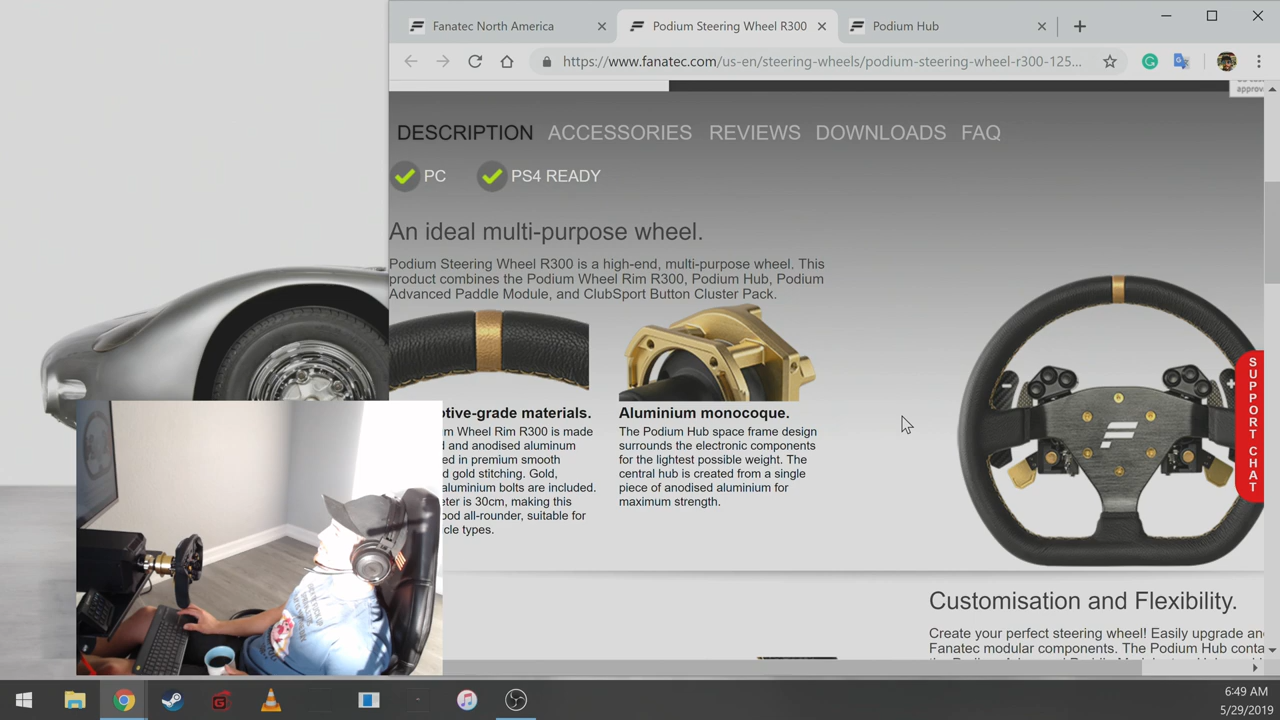 Fanatec North America
Podium Steering Wheel R300
Podium Hub
https://www.fanatec.com/us-en/steering-wheels/podium-steering-wheel-r300-125...
approv
DESCRIPTION ACCESSORIES REVIEWS DOWNLOADS FAQ
PC PS4 READY
An ideal multi-purpose wheel.
Podium Steering Wheel R300 is a high-end, multi-purpose wheel. This
product combines the Podium Wheel Rim R300, Podium Hub, Podium
Advanced Paddle Module, and ClubSport Button Cluster Pack.
otive-grade materials.
m Wheel Rim R300 is made
l and anodised aluminum
ed in premium smooth
d gold stitching. Gold,
aluminium bolts are included.
eter is 30cm, making this
ood all-rounder, suitable for
cle types.
Aluminium monocoque.
The Podium Hub space frame design
surrounds the electronic components
for the lightest possible weight. The
central hub is created from a single
piece of anodised aluminium for
maximum strength.
SUPPORT CHAT
Customisation and Flexibility.
Create your perfect steering wheel! Easily upgrade an
Fanatec modular components. The Podium Hub conta
6:49 AM
5/29/2019